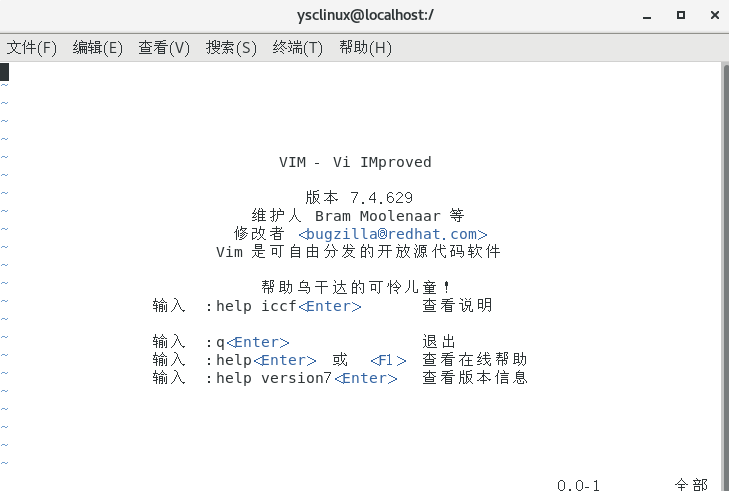 ysclinux@localhost:/
文件(F) 编辑(E) 查看(V) 搜索(S) 终端(T) 帮助(H)
~
~
~
~
~
VIM - Vi IMproved
~
~
版本 7.4.629
~
维护人 Bram Moolenaar 等
~
修改者 <bugzilla@redhat.com>
~
Vim 是可自由分发的开放源代码软件
~
~
帮助乌干达的可怜儿童!
~
输入 :help iccf<Enter> 查看说明
~
~
输入 :q<Enter> 退出
~
输入 :help<Enter> 或 <F1> 查看在线帮助
~
输入 :help version7<Enter> 查看版本信息
~
~
~
~
~
0.0-1 全部